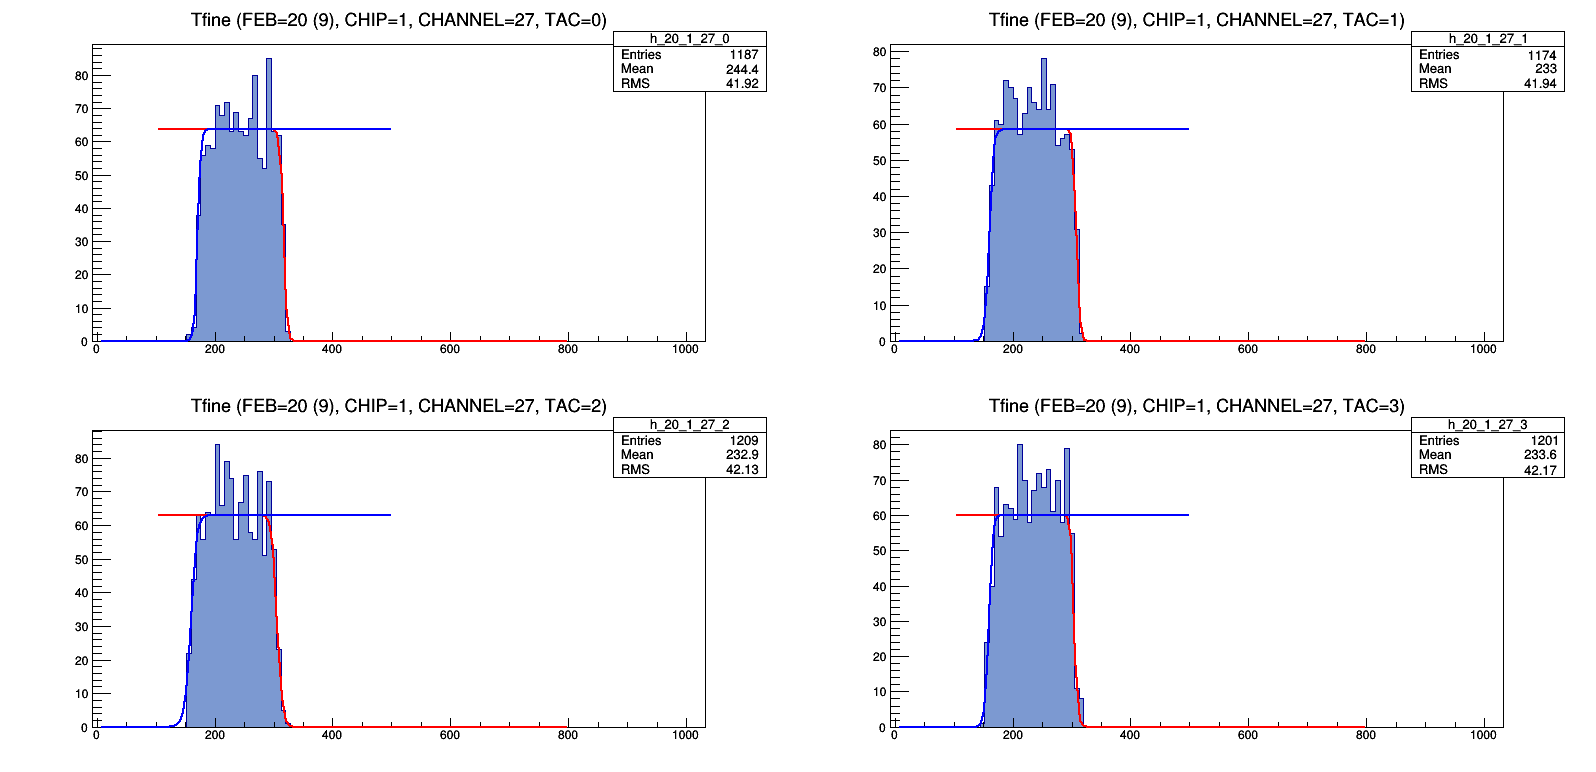 Tfine (FEB=20 (9), CHIP=1, CHANNEL=27, TAC=0)
h_20_1_27_0
Entries 1187
Mean 244.4
RMS 41.92
80
70
60
50
40
30
20
10
0
0 200 400 600 800 1000
Tfine (FEB=20 (9), CHIP=1, CHANNEL=27, TAC=1)
h_20_1_27_1
Entries 1174
Mean 233
RMS 41.94
80
70
60
50
40
30
20
10
0
0 200 400 600 800 1000
Tfine (FEB=20 (9), CHIP=1, CHANNEL=27, TAC=2)
h_20_1_27_2
Entries 1209
Mean 232.9
RMS 42.13
80
70
60
50
40
30
20
10
0
0 200 400 600 800 1000
Tfine (FEB=20 (9), CHIP=1, CHANNEL=27, TAC=3)
h_20_1_27_3
Entries 1201
Mean 233.6
RMS 42.17
80
70
60
50
40
30
20
10
0
0 200 400 600 800 1000